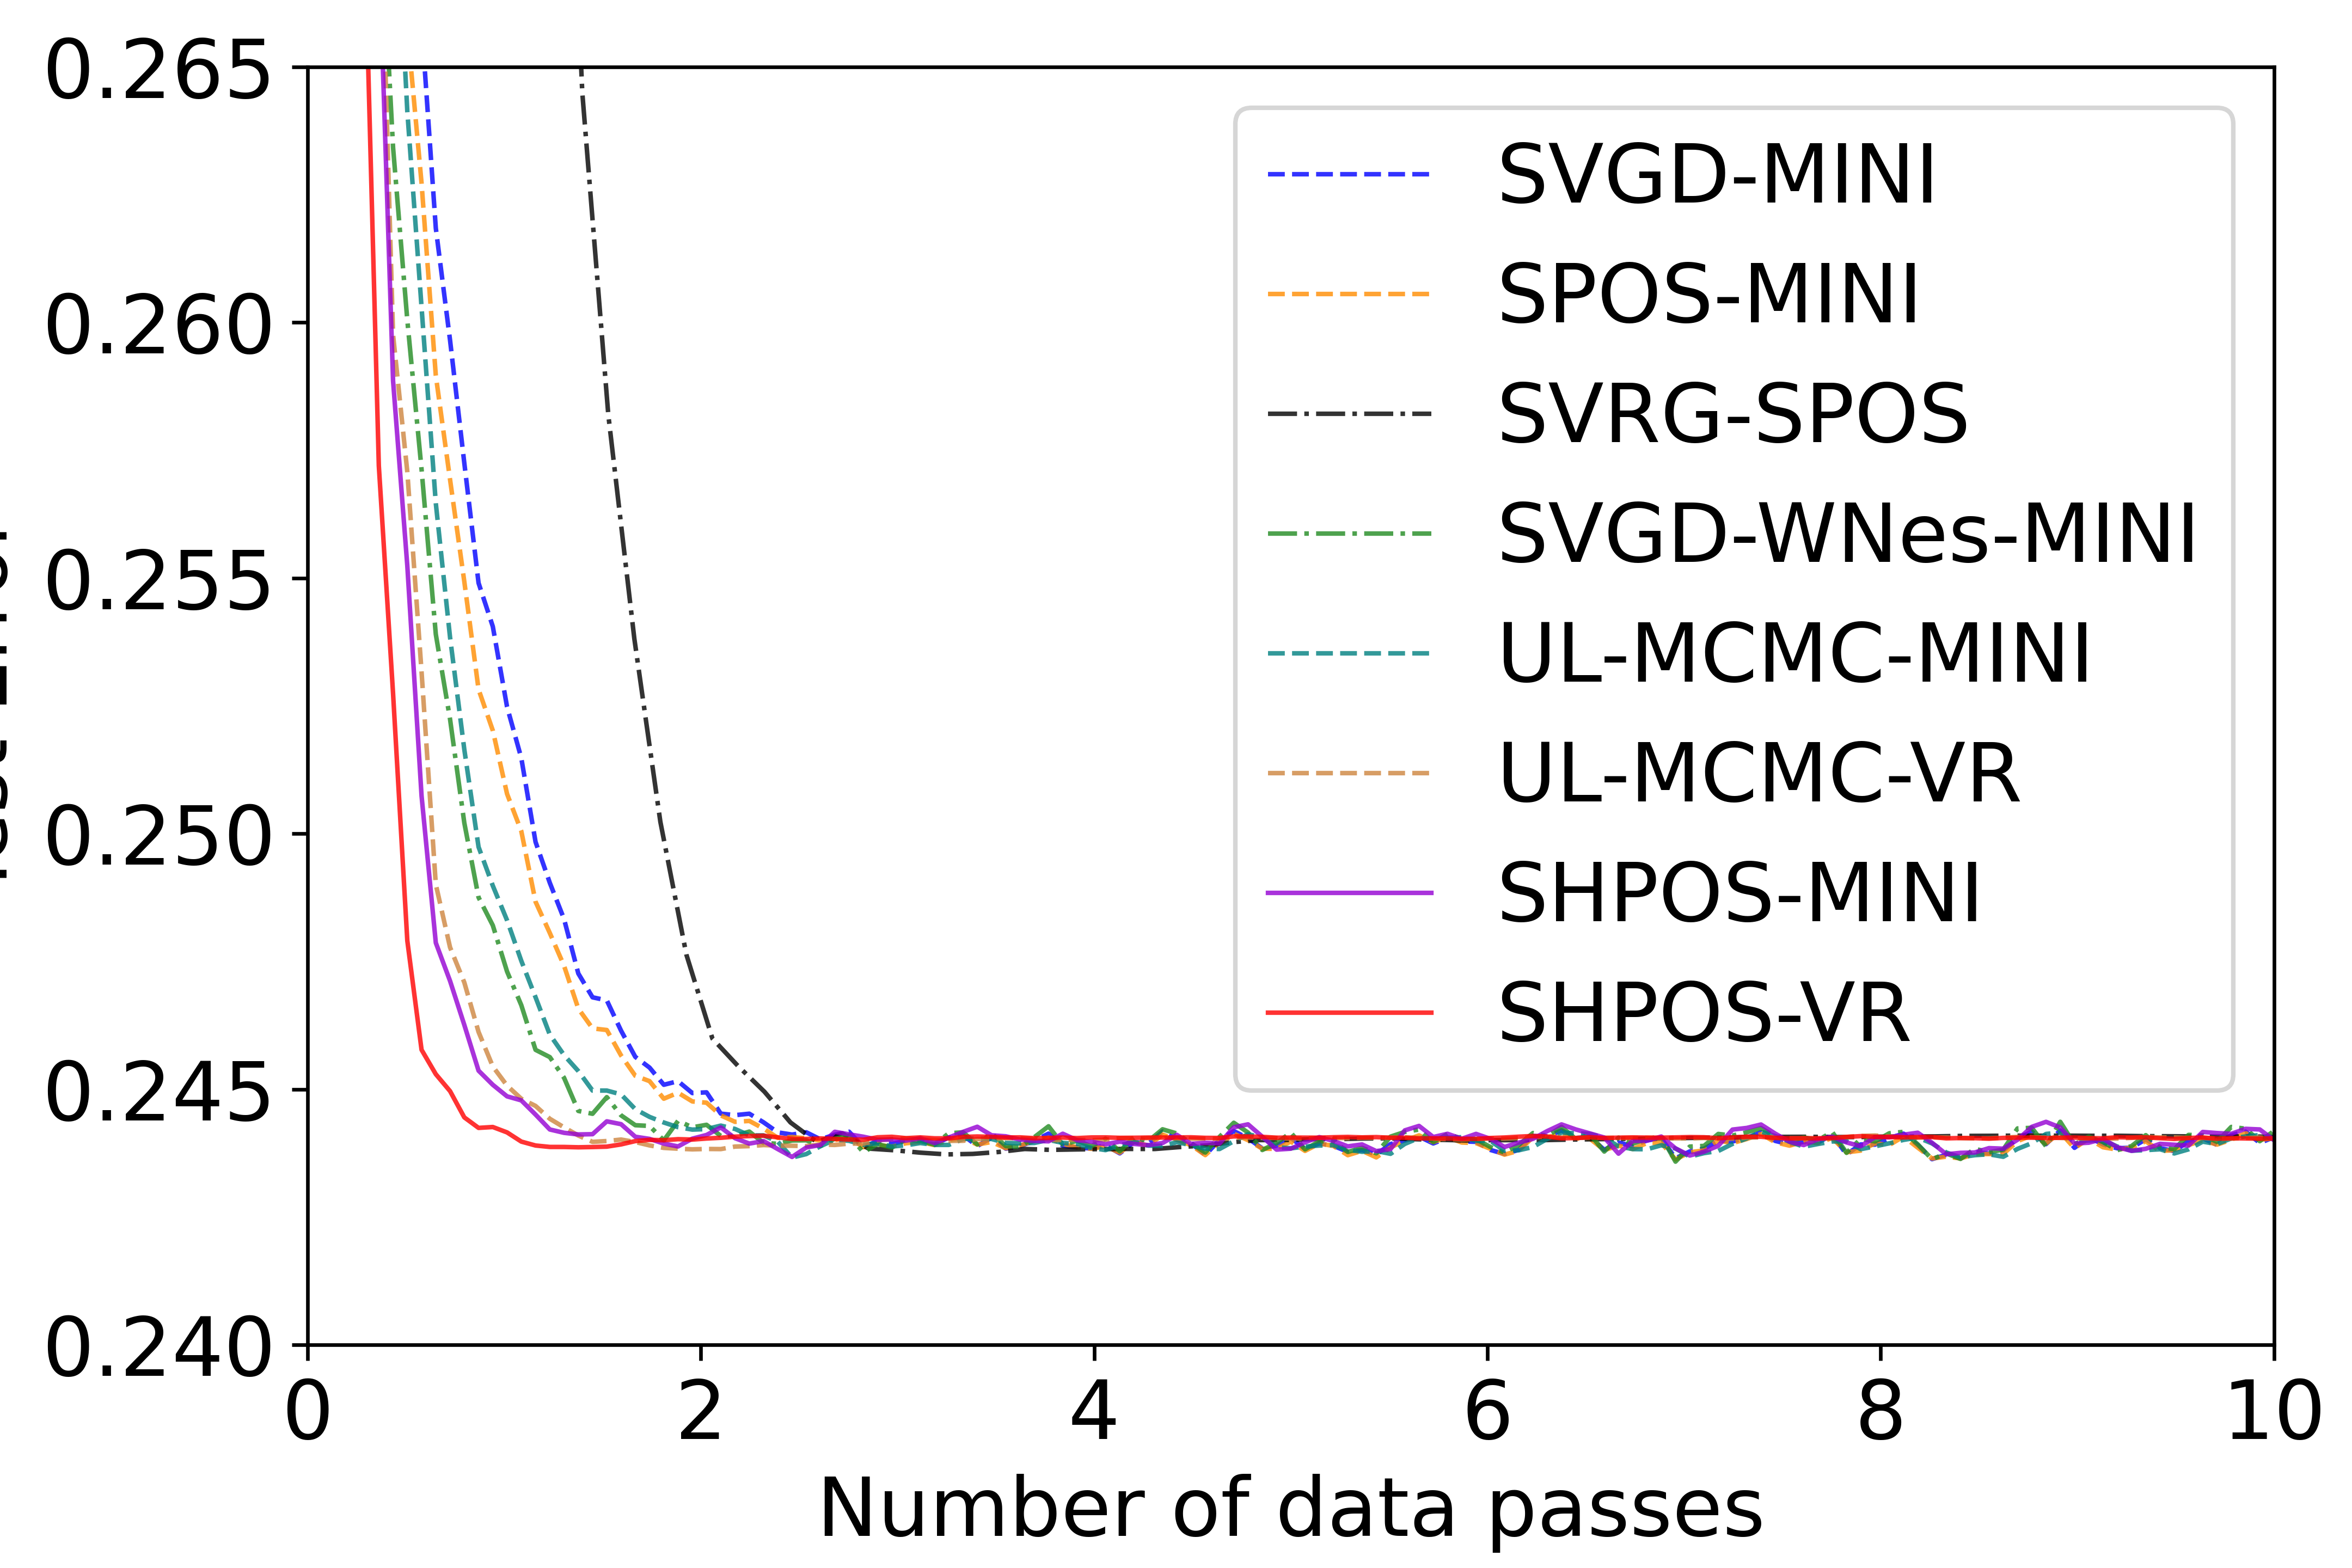 0.265
0.260
0.255
0.250
0.245
0.240
0
2
4
6
8
10
Number of data passes
SVGD-MINI
SPOS-MINI
SVRG-SPOS
SVGD-WNes-MINI
UL-MCMC-MINI
UL-MCMC-VR
SHPOS-MINI
SHPOS-VR